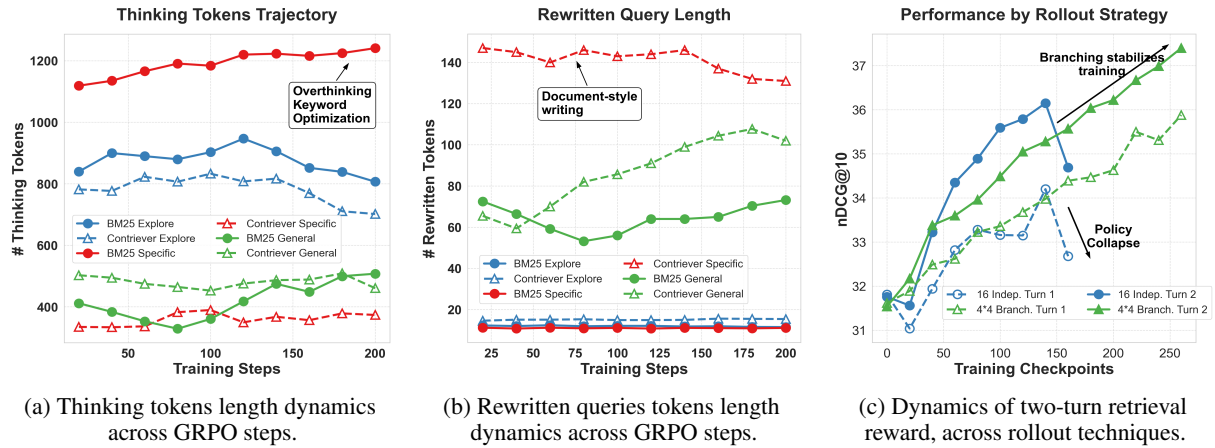 Thinking Tokens Trajectory
# Thinking Tokens
1200
1000
800
600
400
Overthinking
Keyword
Optimization
BM25 Explore
Contriever Explore
BM25 Specific
Contriever Specific
BM25 General
Contriever General
50
100
150
200
Training Steps
(a) Thinking tokens length dynamics
across GRPO steps.
Rewritten Query Length
# Rewritten Tokens
140
120
100
80
60
40
20
Document-style
writing
BM25 Explore
Contriever Explore
BM25 Specific
Contriever Specific
BM25 General
Contriever General
25
50
75
100
125
150
175
200
Training Steps
(b) Rewritten queries tokens length
dynamics across GRPO steps.
Performance by Rollout Strategy
nDCG@10
37
36
35
34
33
32
31
Branching stabilizes
training
Policy
Collapse
16 Indep. Turn 1
4*4 Branch. Turn 1
16 Indep. Turn 2
4*4 Branch. Turn 2
0
50
100
150
200
250
Training Checkpoints
(c) Dynamics of two-turn retrieval
reward, across rollout techniques.